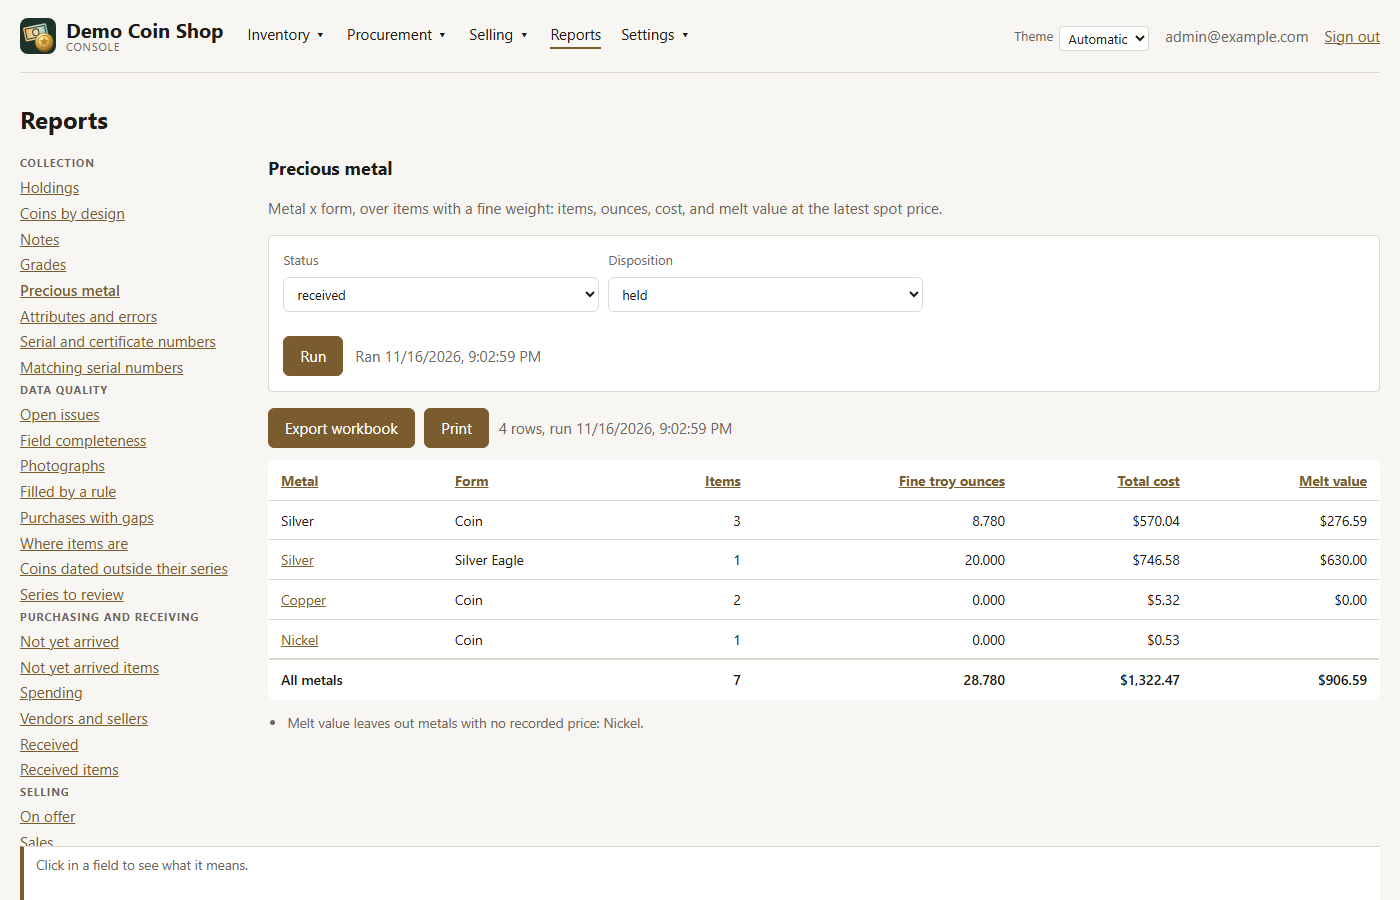 Demo Coin Shop
CONSOLE
Inventory ▾
Procurement ▾
Selling ▾
Reports
Settings ▾
Theme
Automatic
admin@example.com
Sign out
Reports
COLLECTION
Holdings
Coins by design
Notes
Grades
Precious metal
Attributes and errors
Serial and certificate numbers
Matching serial numbers
DATA QUALITY
Open issues
Field completeness
Photographs
Filled by a rule
Purchases with gaps
Where items are
Coins dated outside their series
Series to review
PURCHASING AND RECEIVING
Not yet arrived
Not yet arrived items
Spending
Vendors and sellers
Received
Received items
SELLING
On offer
Sales
Precious metal
Metal x form, over items with a fine weight: items, ounces, cost, and melt value at the latest spot price.
Status
Disposition
received
held
Run
Ran 11/16/2026, 9:02:59 PM
Export workbook
Print
4 rows, run 11/16/2026, 9:02:59 PM
Metal Form Items Fine troy ounces Total cost Melt value
Silver Coin 3 8.780 $570.04 $276.59
Silver Silver Eagle 1 20.000 $746.58 $630.00
Copper Coin 2 0.000 $5.32 $0.00
Nickel Coin 1 0.000 $0.53
All metals 7 28.780 $1,322.47 $906.59
• Melt value leaves out metals with no recorded price: Nickel.
Click in a field to see what it means.